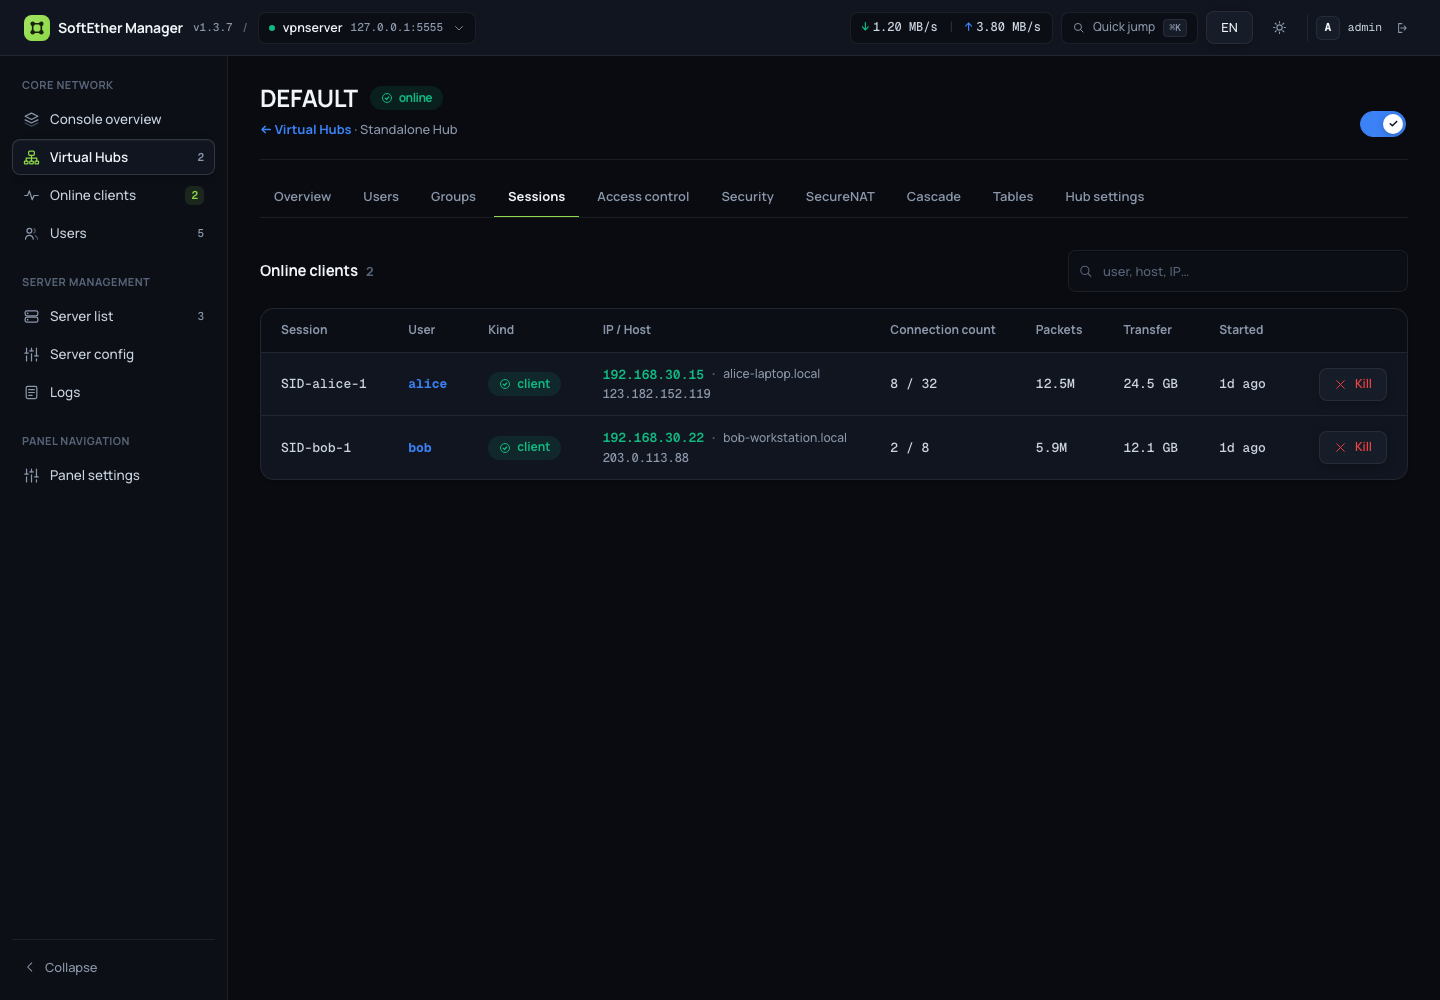 SoftEther Manager v1.3.7 / vpnserver 127.0.0.1:5555
↓ 1.20 MB/s ↑ 3.80 MB/s Quick jump ⌘K EN A admin
CORE NETWORK
Console overview
Virtual Hubs 2
Online clients 2
Users 5
SERVER MANAGEMENT
Server list 3
Server config
Logs
PANEL NAVIGATION
Panel settings
Collapse
DEFAULT online
← Virtual Hubs · Standalone Hub
Overview Users Groups Sessions Access control Security SecureNAT Cascade Tables Hub settings
Online clients 2
user, host, IP…
Session User Kind IP / Host Connection count Packets Transfer Started
SID-alice-1 alice client 192.168.30.15 · alice-laptop.local 8 / 32 12.5M 24.5 GB 1d ago Kill
123.182.152.119
SID-bob-1 bob client 192.168.30.22 · bob-workstation.local 2 / 8 5.9M 12.1 GB 1d ago Kill
203.0.113.88